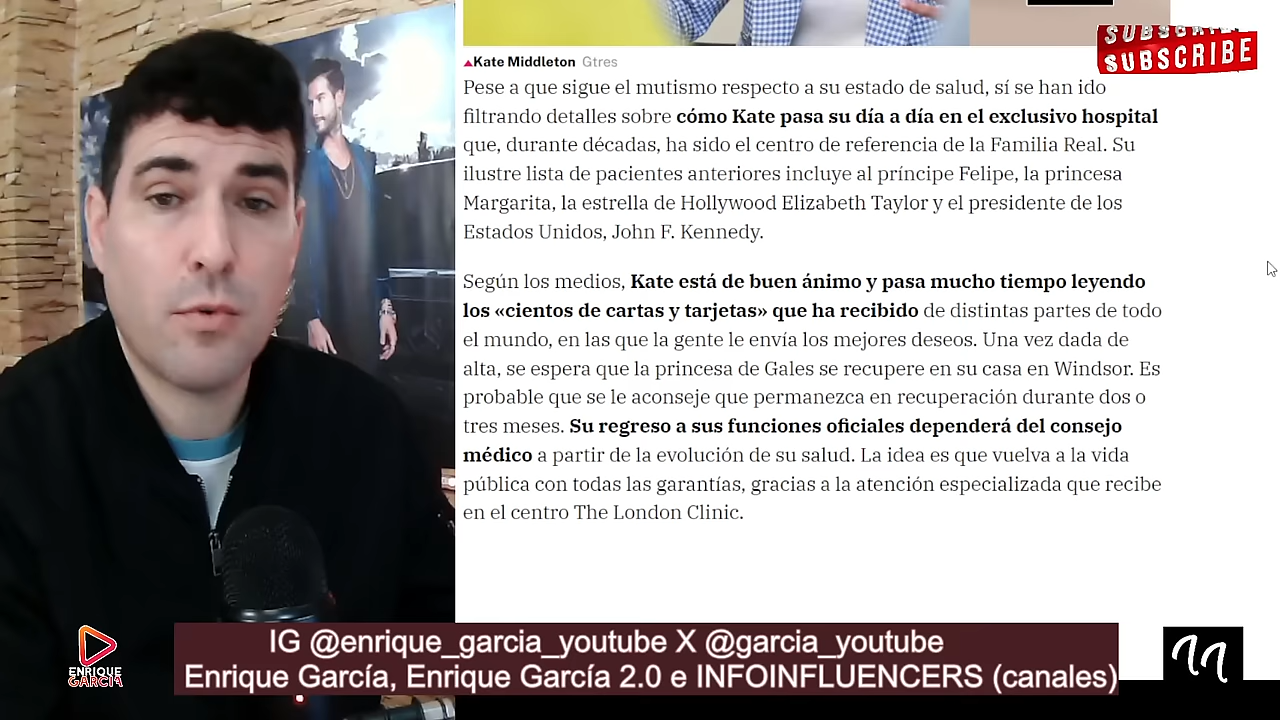 SUBSCRIBE
SUBSCRIBE
Kate Middleton Gtres
Pese a que sigue el mutismo respecto a su estado de salud, sí se han ido
filtrando detalles sobre cómo Kate pasa su día a día en el exclusivo hospital
que, durante décadas, ha sido el centro de referencia de la Familia Real. Su
ilustre lista de pacientes anteriores incluye al príncipe Felipe, la princesa
Margarita, la estrella de Hollywood Elizabeth Taylor y el presidente de los
Estados Unidos, John F. Kennedy.
Según los medios, Kate está de buen ánimo y pasa mucho tiempo leyendo
los «cientos de cartas y tarjetas» que ha recibido de distintas partes de todo
el mundo, en las que la gente le envía los mejores deseos. Una vez dada de
alta, se espera que la princesa de Gales se recupere en su casa en Windsor. Es
probable que se le aconseje que permanezca en recuperación durante dos o
tres meses. Su regreso a sus funciones oficiales dependerá del consejo
médico a partir de la evolución de su salud. La idea es que vuelva a la vida
pública con todas las garantías, gracias a la atención especializada que recibe
en el centro The London Clinic.
IG @enrique_garcia_youtube X @garcia_youtube
Enrique García, Enrique García 2.0 e INFOINFLUENCERS (canales)
ENRIQUE
GARCÍA